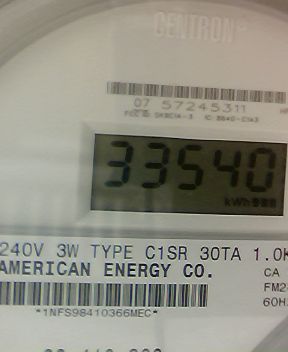 CENTRON®
07 57245311
33540
kWh
240V 3W TYPE C1SR 30TA 1.0K
AMERICAN ENERGY CO.
CA
FM2
60H
*1NFS98410366MEC*